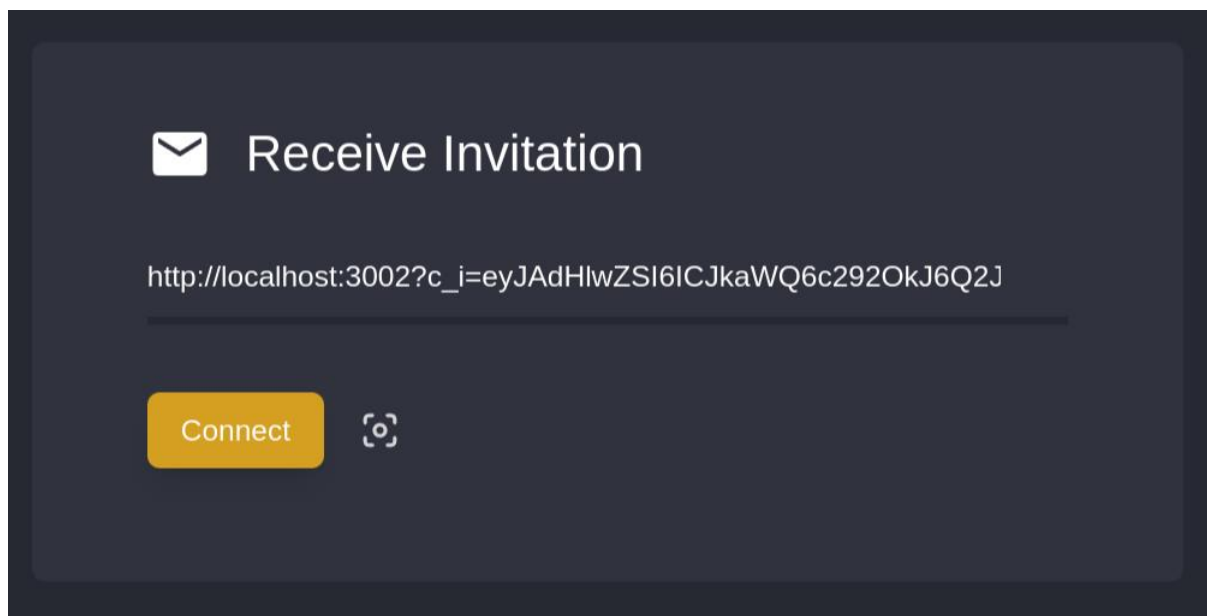 Receive Invitation
http://localhost:3002?c_i=eyJAdHlwZSI6ICJkaWQ6c292OkJ6Q2J
Connect